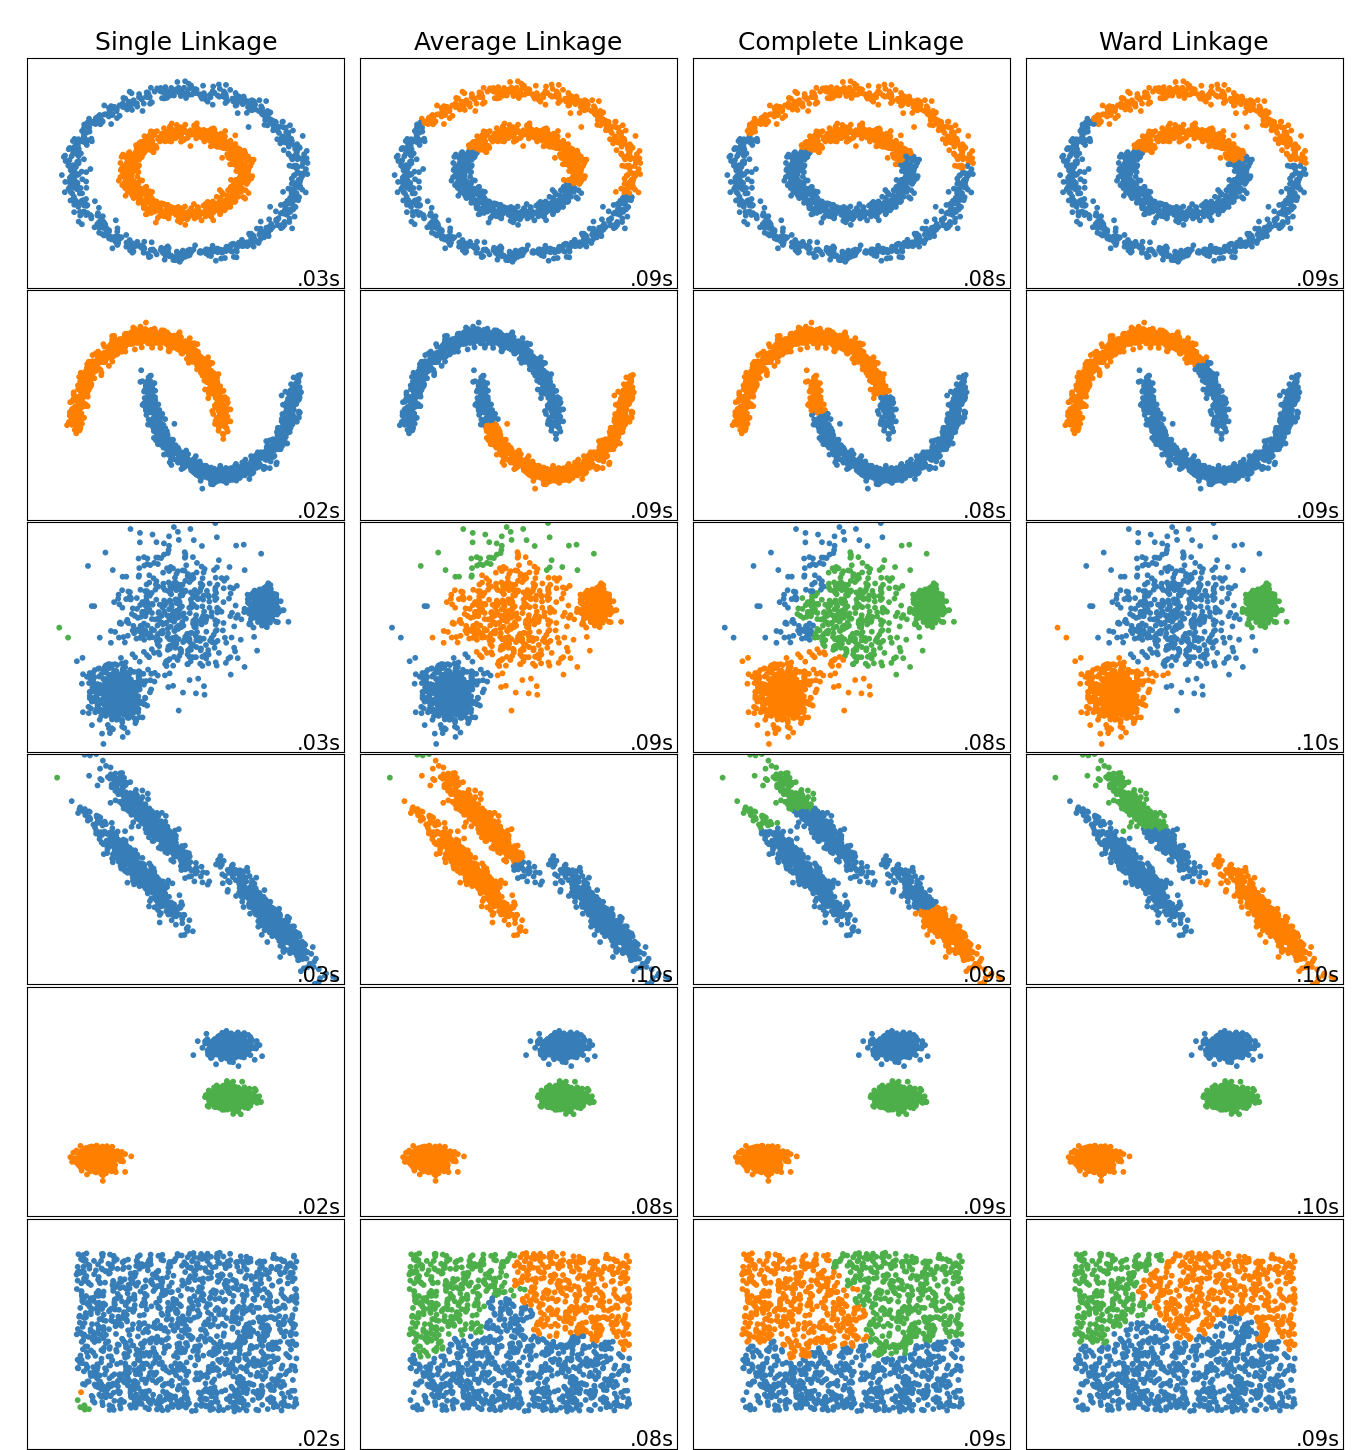 Single Linkage Average Linkage Complete Linkage Ward Linkage
.03s .09s .08s .09s
.02s .09s .08s .09s
.03s .09s .08s .10s
.03s .10s .09s .10s
.02s .08s .09s .10s
.02s .08s .09s .09s